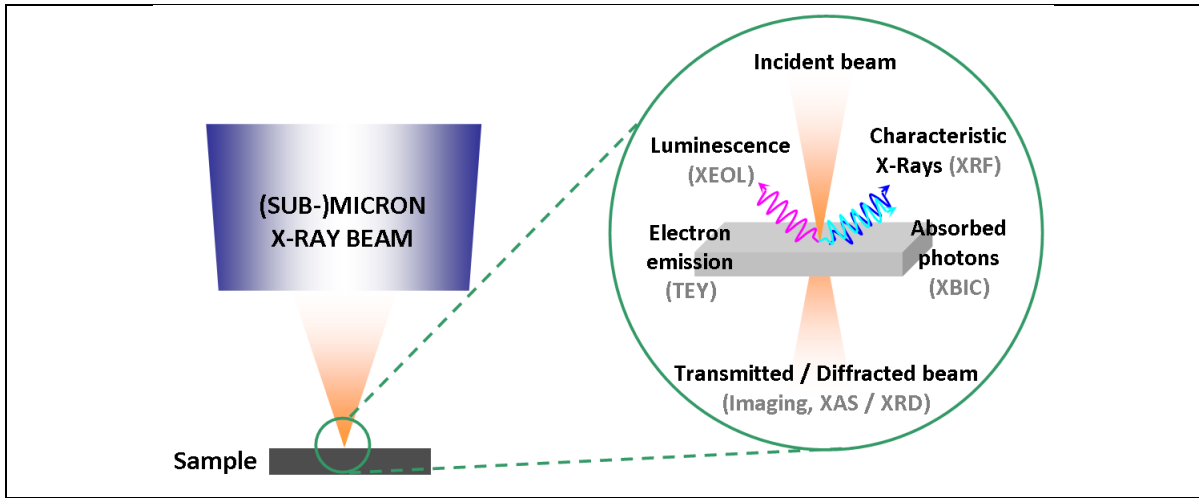 (SUB-)MICRON
X-RAY BEAM
Sample
Incident beam
Luminescence
(XEOL)
Characteristic
X-Rays (XRF)
Electron
emission
(TEY)
Absorbed
photons
(XBIC)
Transmitted / Diffracted beam
(Imaging, XAS / XRD)